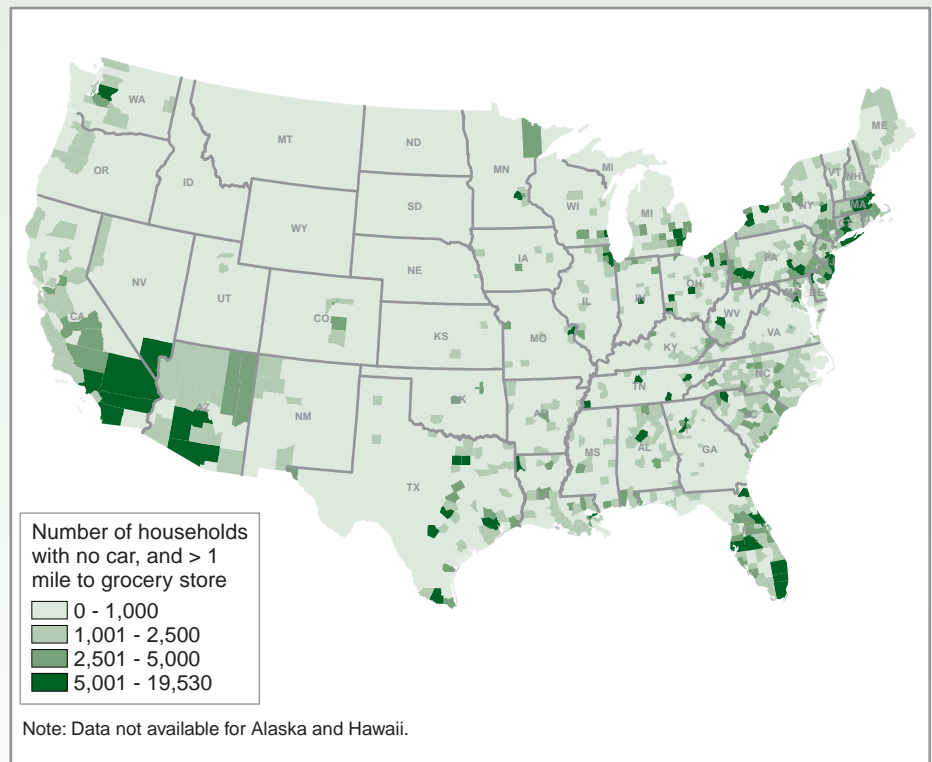 WA
MT
ND
MN
ME
OR
ID
SD
WI
MI
MI
VT
NH
NY
MA
WY
NV
UT
NE
IA
PA
CA
CO
KS
MO
IL
IN
OH
WV
VA
DE
KY
AZ
NM
OK
AR
TN
NC
SC
TX
MS
AL
GA
Number of households
with no car, and > 1
mile to grocery store
0 - 1,000
1,001 - 2,500
2,501 - 5,000
5,001 - 19,530
Note: Data not available for Alaska and Hawaii.